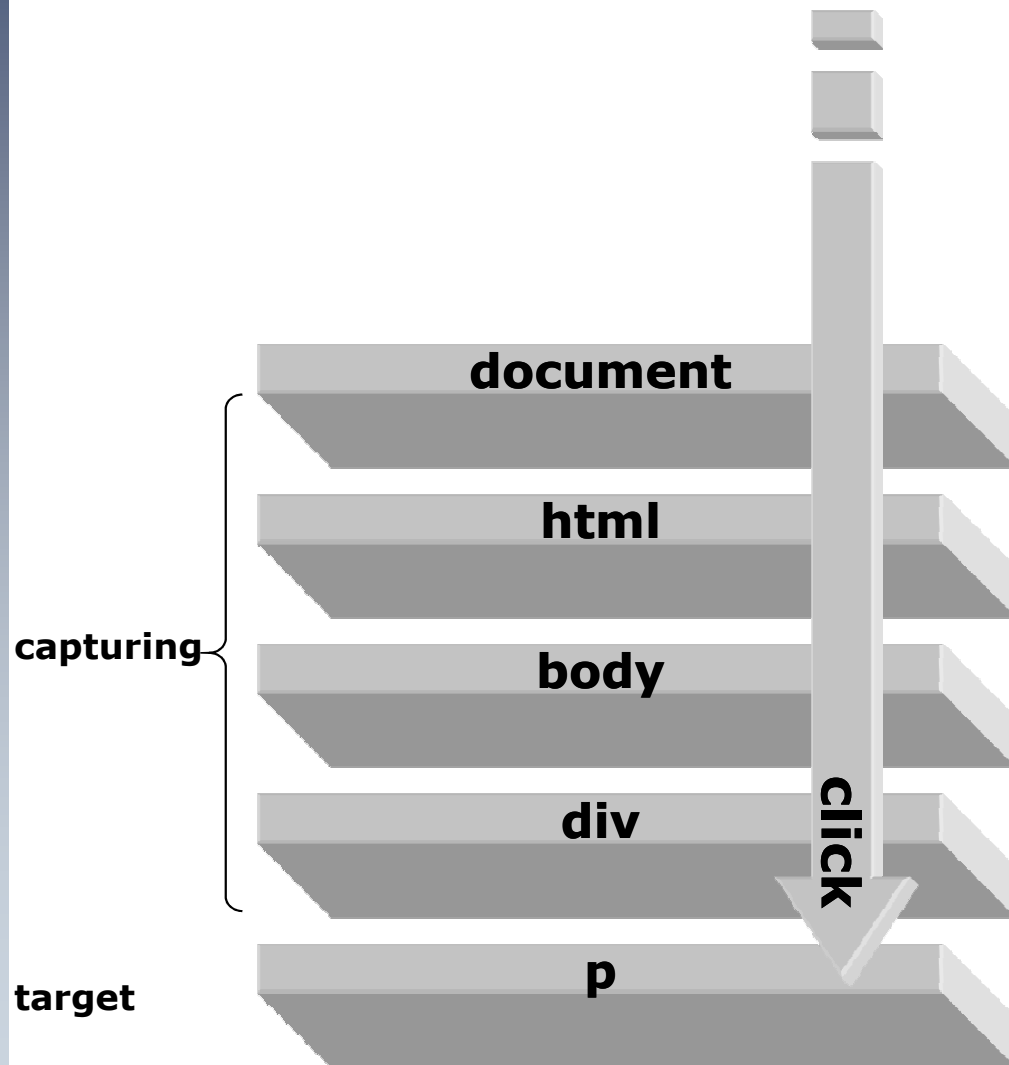 document
html
capturing
body
div
click
p
target